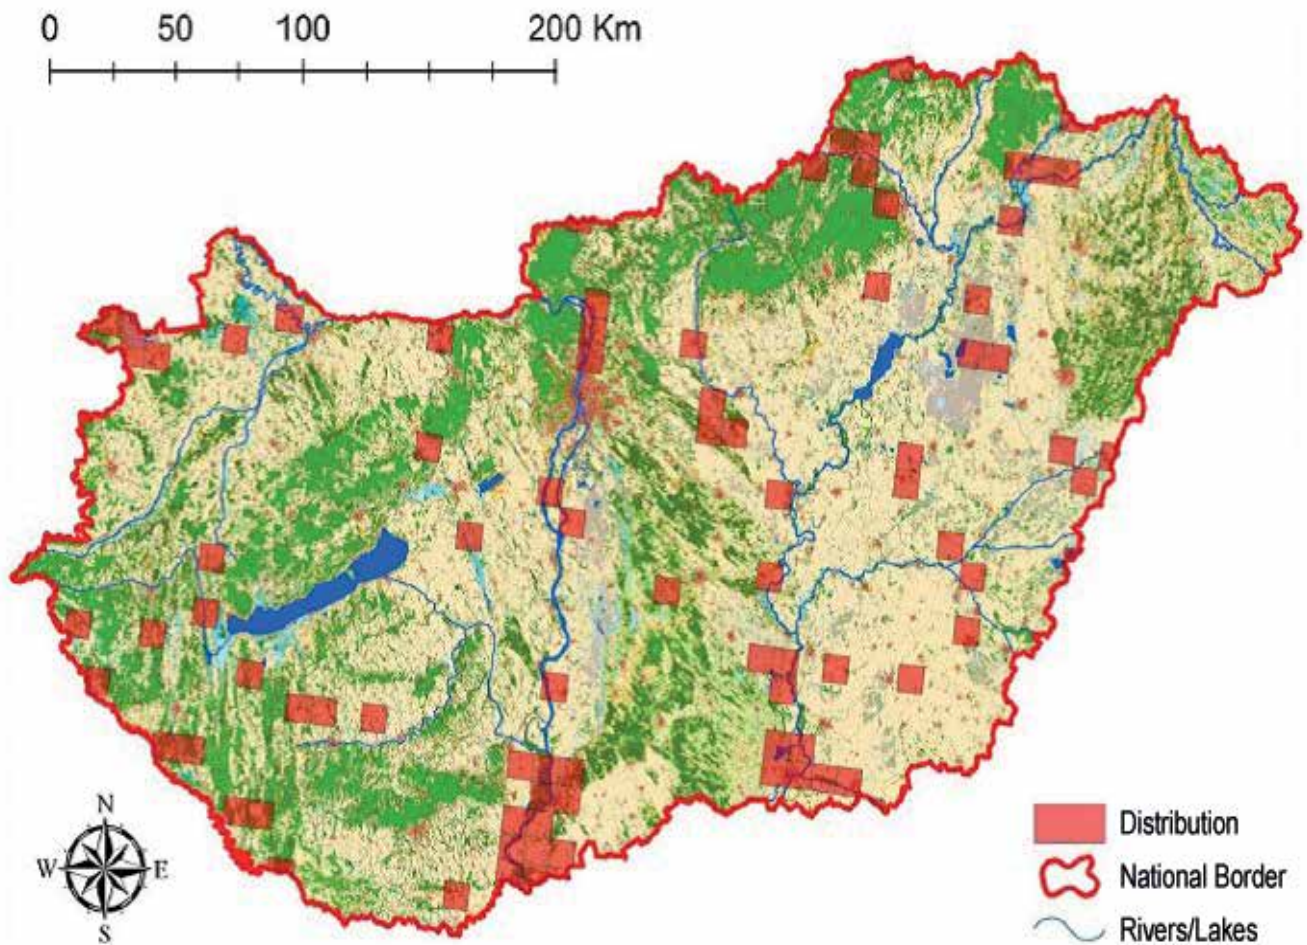 0 50 100 200 Km
N
W E
S
Distribution
National Border
Rivers/Lakes